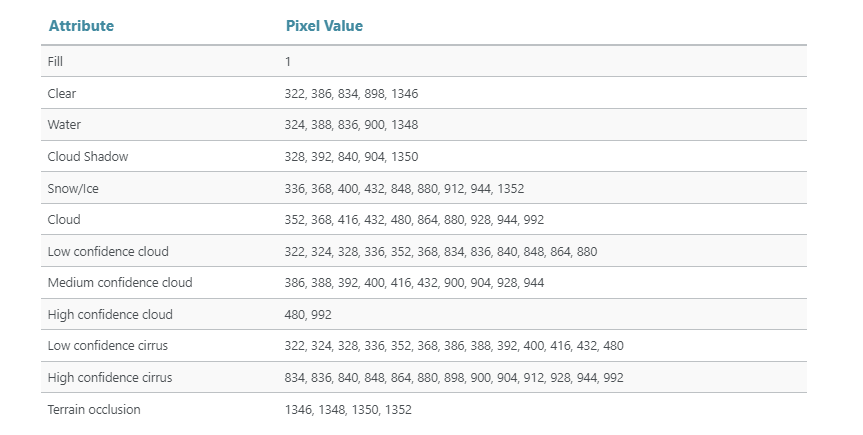 Attribute Pixel Value
Fill 1
Clear 322, 386, 834, 898, 1346
Water 324, 388, 836, 900, 1348
Cloud Shadow 328, 392, 840, 904, 1350
Snow/Ice 336, 368, 400, 432, 848, 880, 912, 944, 1352
Cloud 352, 368, 416, 432, 480, 864, 880, 928, 944, 992
Low confidence cloud 322, 324, 328, 336, 352, 368, 834, 836, 840, 848, 864, 880
Medium confidence cloud 386, 388, 392, 400, 416, 432, 900, 904, 928, 944
High confidence cloud 480, 992
Low confidence cirrus 322, 324, 328, 336, 352, 368, 386, 388, 392, 400, 416, 432, 480
High confidence cirrus 834, 836, 840, 848, 864, 880, 898, 900, 904, 912, 928, 944, 992
Terrain occlusion 1346, 1348, 1350, 1352